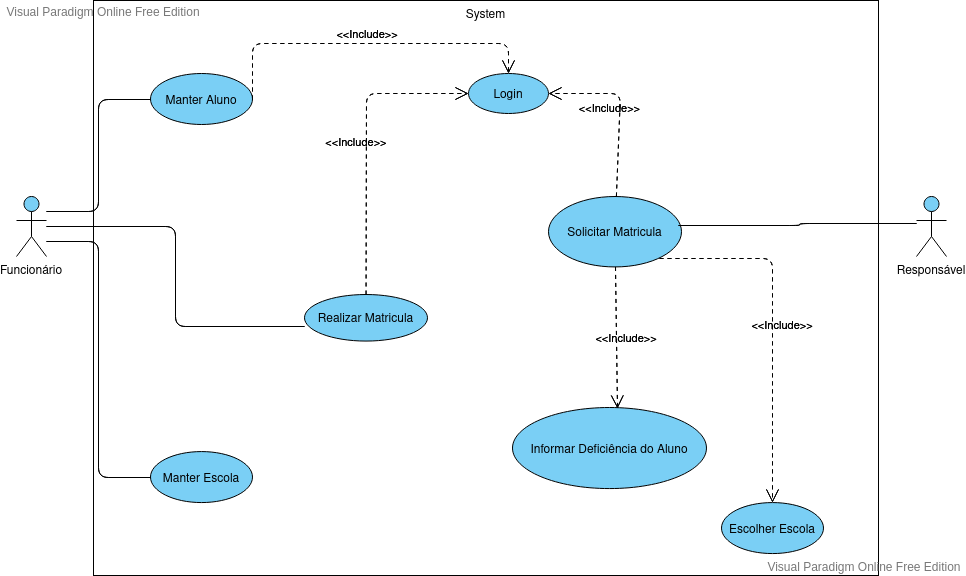 Visual Paradigm Online Free Edition
System
<<Include>>
Manter Aluno
Login
<<Include>>
<<Include>>
Solicitar Matricula
Funcionário
Responsável
Realizar Matricula
<<Include>>
<<Include>>
Informar Deficiência do Aluno
Manter Escola
Escolher Escola
Visual Paradigm Online Free Edition